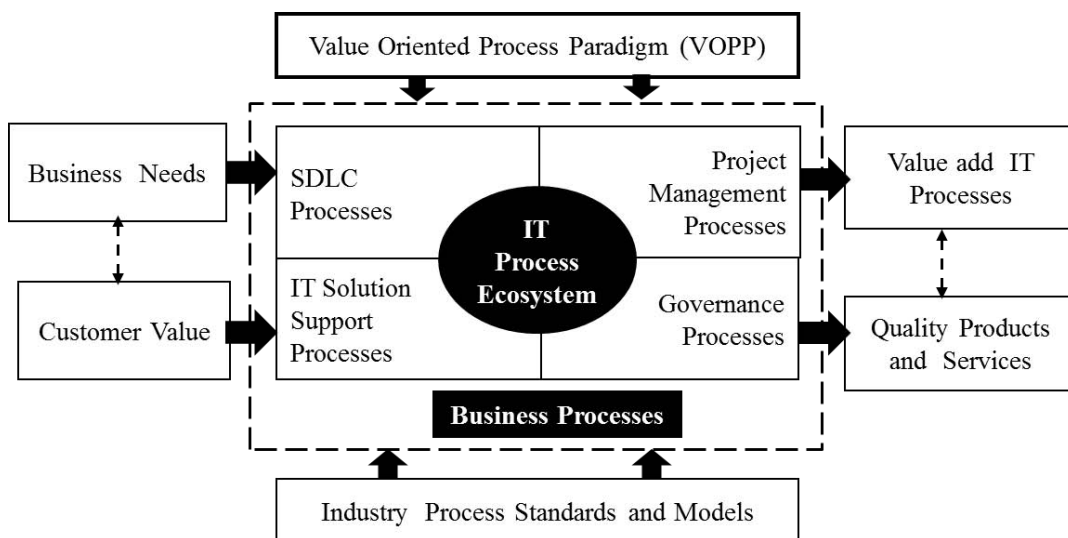 Value Oriented Process Paradigm (VOPP)
Business Needs
Customer Value
SDLC
Processes
Project
Management
Processes
IT
Process
Ecosystem
IT Solution
Support
Processes
Governance
Processes
Business Processes
Value add IT
Processes
Quality Products
and Services
Industry Process Standards and Models